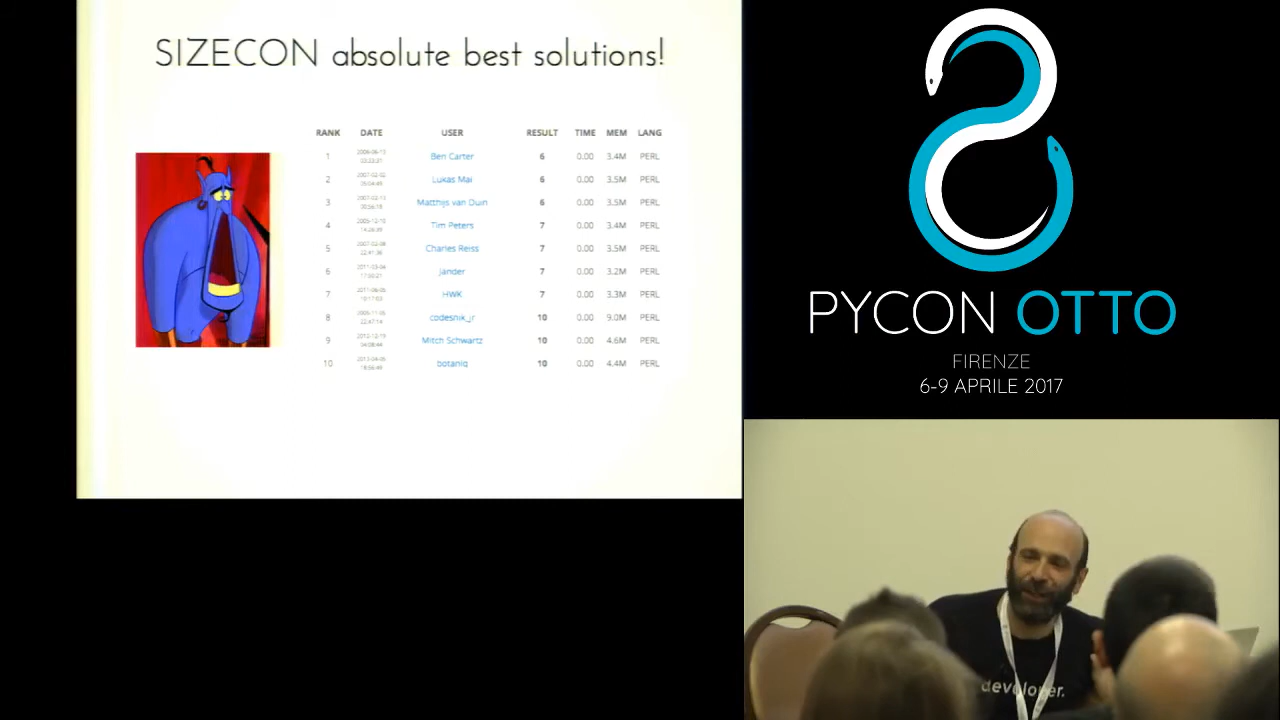 SIZECON absolute best solutions!
RANK DATE USER RESULT TIME MEM LANG
1 Ben Carter 6 0.00 3.4M PERL
2 Lukas Mai 6 0.00 3.5M PERL
3 Matthijs van Duin 6 0.00 3.5M PERL
4 Tim Peters 7 0.00 3.4M PERL
5 Charles Reiss 7 0.00 3.5M PERL
6 Jander 7 0.00 3.2M PERL
7 HWK 7 0.00 3.3M PERL
8 codesnik_jr 10 0.00 9.0M PERL
9 Mitch Schwartz 10 0.00 4.6M PERL
10 botaniq 10 0.00 4.4M PERL
PYCON OTTO
FIRENZE
6-9 APRILE 2017
developer.